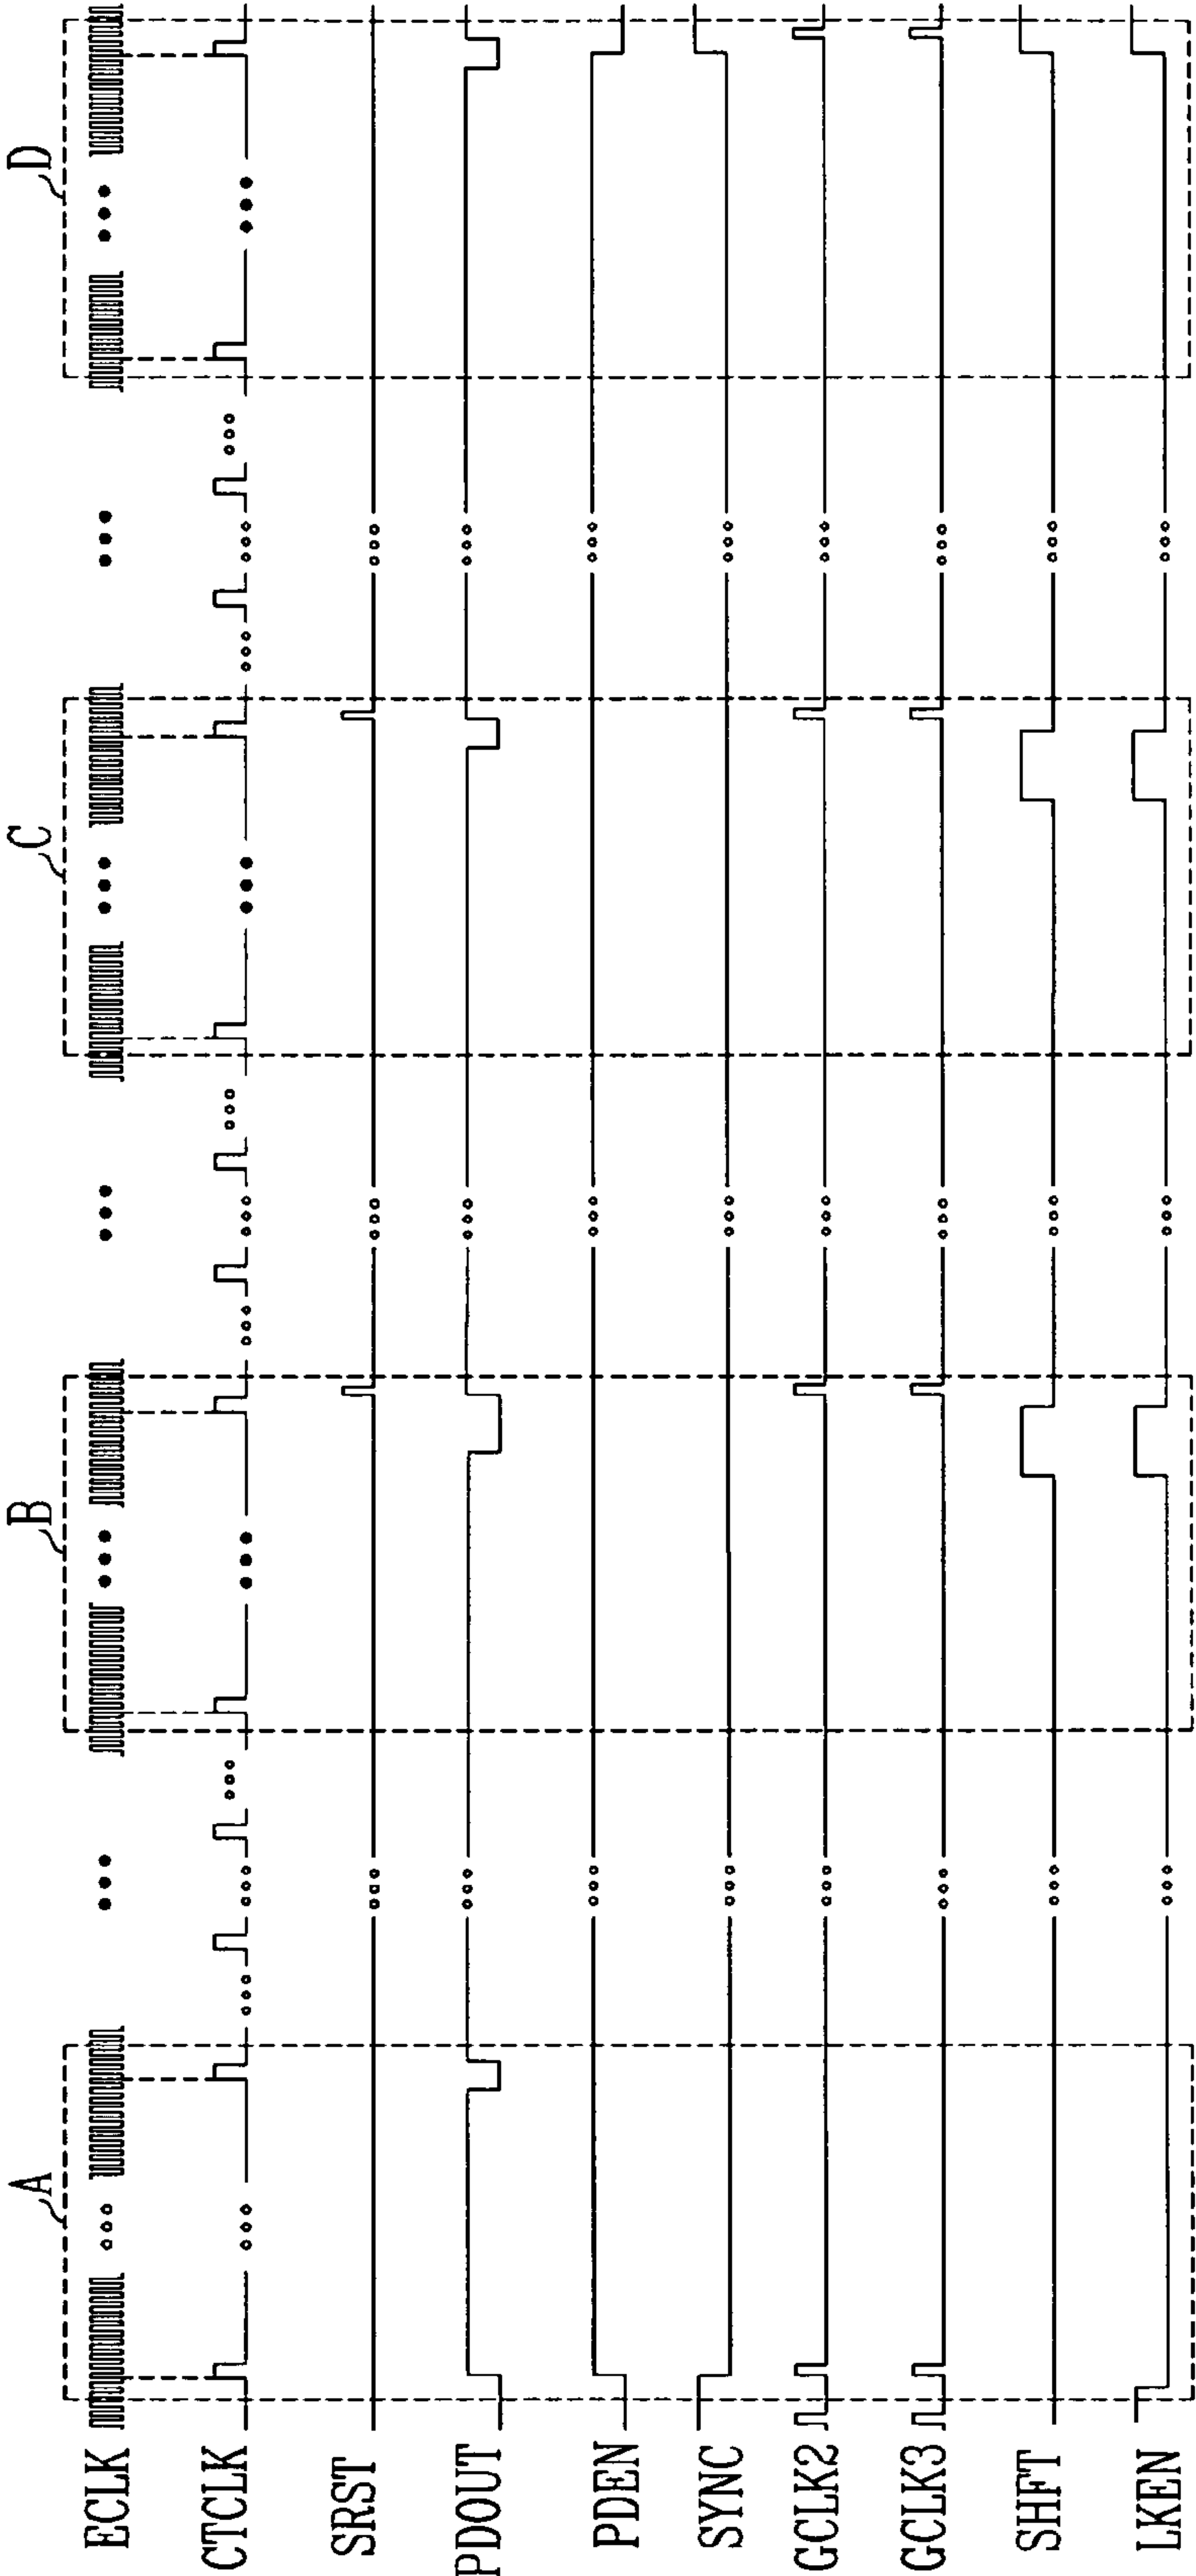 A
B
C
D
ECLK
CTCLK
SRST
PDOUT
PDEN
SYNC
GCLK2
GCLK3
SHFT
LKEN